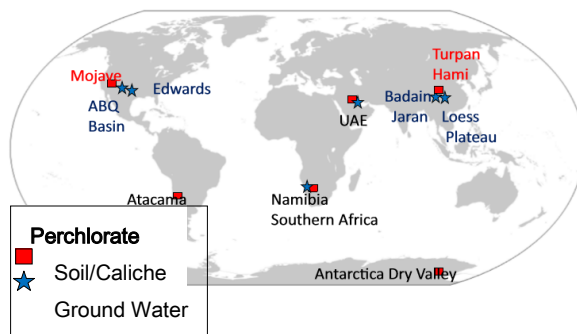 Turpan
Hami
Mojave
Edwards
ABQ
Basin
UAE
Badain
Jaran
Loess
Plateau
Atacama
Namibia
Southern Africa
Antarctica Dry Valley
Perchlorate
Soil/Caliche
Ground Water